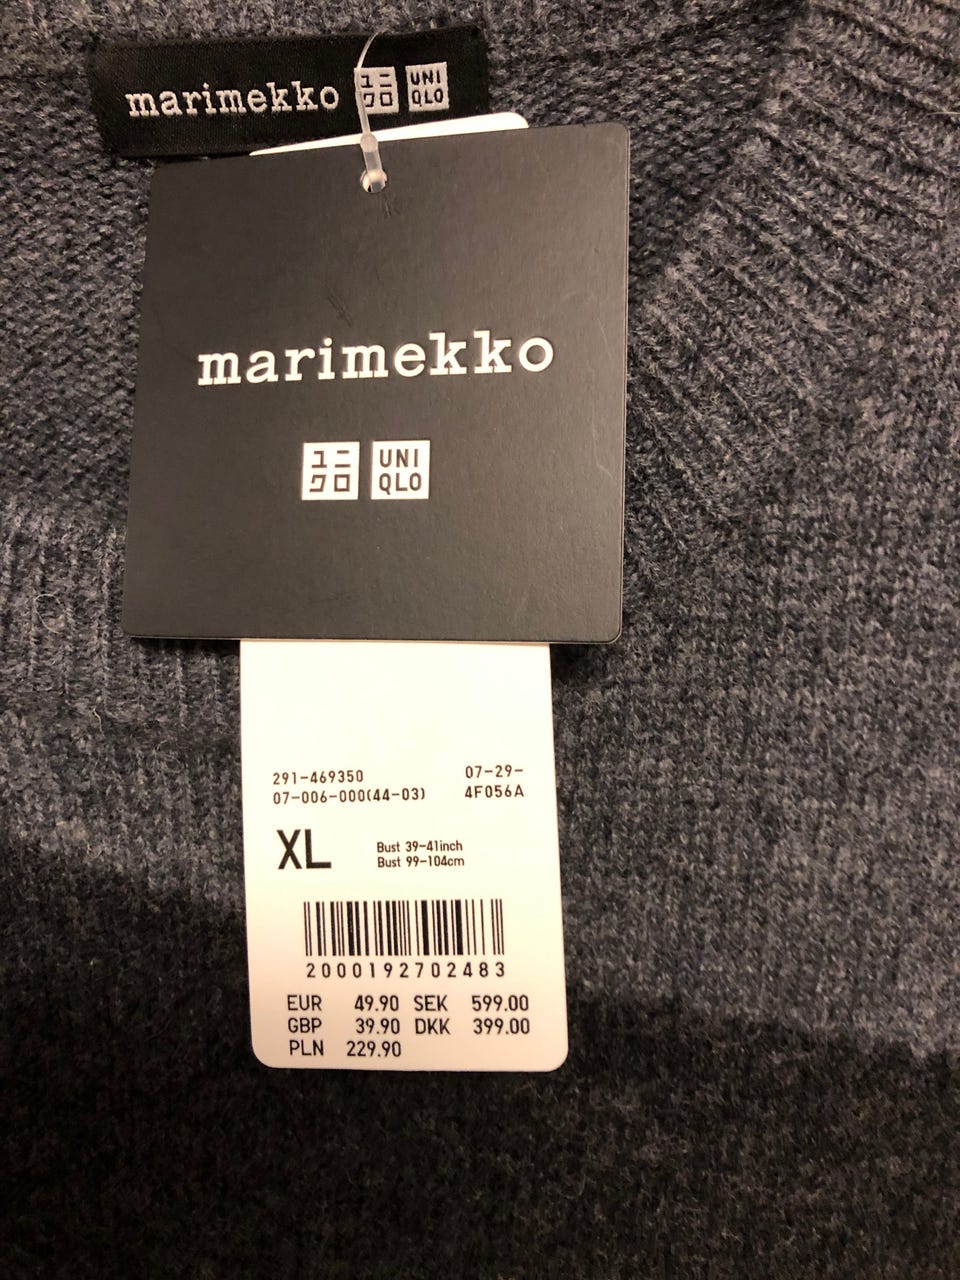 marimekko ユニクロ UNIQLO
marimekko
ユニ UNI
クロ QLO
291-469350 07-29-
07-006-000(44-03) 4F056A
XL Bust 39-41inch
Bust 99-104cm
2000192702483
EUR 49.90 SEK 599.00
GBP 39.90 DKK 399.00
PLN 229.90